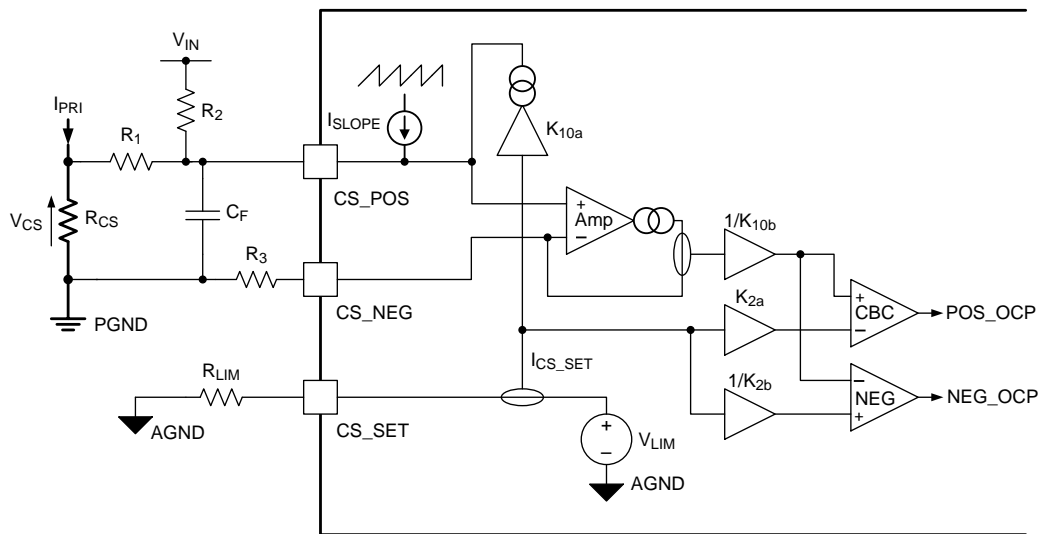 V_IN
I_PRI
R_2
R_1
I_SLOPE
K_10a
CS_POS
V_CS
R_CS
C_F
+
Amp
−
1/K_10b
R_3
K_2a
+
CBC
−
POS_OCP
PGND
CS_NEG
I_CS_SET
1/K_2b
−
NEG
+
NEG_OCP
R_LIM
AGND
CS_SET
+
−
V_LIM
AGND